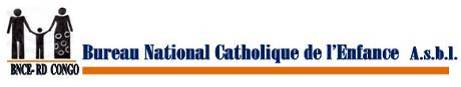 Bureau National Catholique de l'Enfance A.s.b.l.
BNCE-RD CONGO